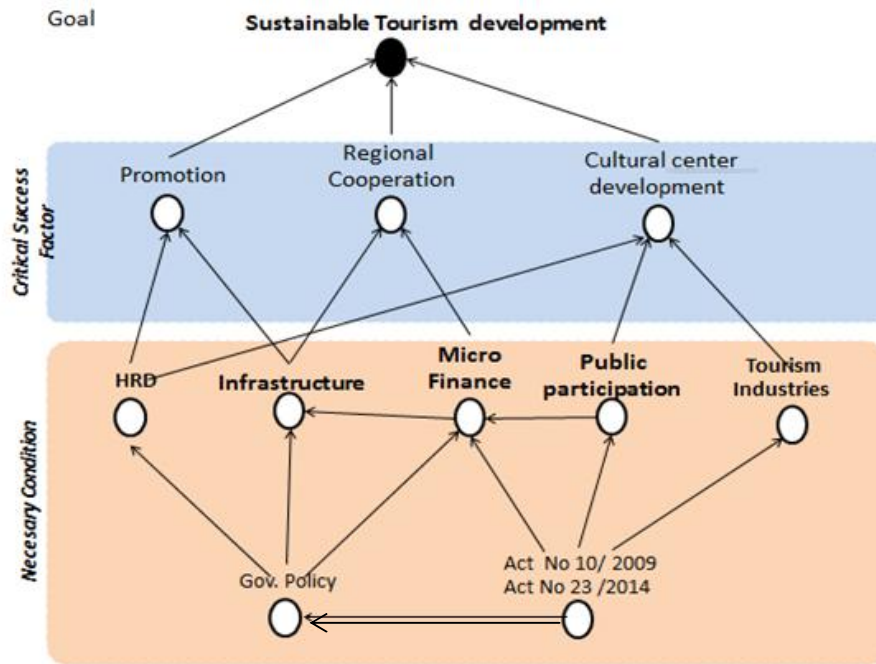 Goal
Sustainable Tourism development
Critical Success
Factor
Promotion
Regional
Cooperation
Cultural center
development
Necesary Condition
HRD
Infrastructure
Micro
Finance
Public
participation
Tourism
Industries
Gov. Policy
Act No 10/ 2009
Act No 23 /2014